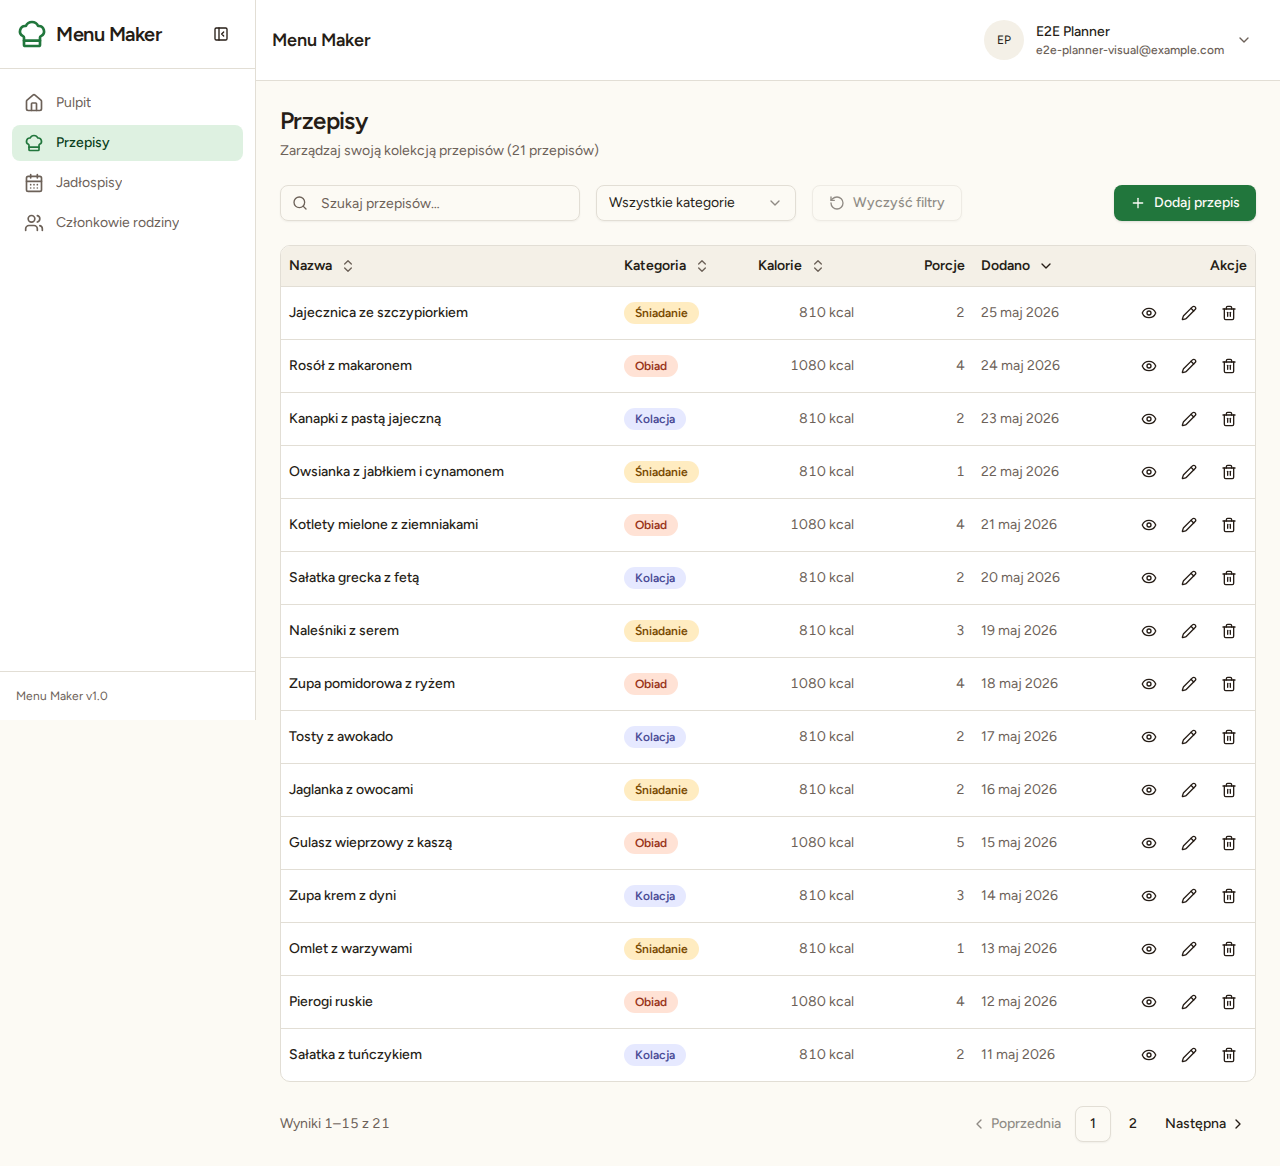 Menu Maker
Menu Maker
EP
E2E Planner
e2e-planner-visual@example.com
Pulpit
Przepisy
Jadłospisy
Członkowie rodziny
Menu Maker v1.0
Przepisy
Zarządzaj swoją kolekcją przepisów (21 przepisów)
Szukaj przepisów...
Wszystkie kategorie
Wyczyść filtry
Dodaj przepis
Nazwa Kategoria Kalorie Porcje Dodano Akcje
Jajecznica ze szczypiorkiem Śniadanie 810 kcal 2 25 maj 2026
Rosół z makaronem Obiad 1080 kcal 4 24 maj 2026
Kanapki z pastą jajeczną Kolacja 810 kcal 2 23 maj 2026
Owsianka z jabłkiem i cynamonem Śniadanie 810 kcal 1 22 maj 2026
Kotlety mielone z ziemniakami Obiad 1080 kcal 4 21 maj 2026
Sałatka grecka z fetą Kolacja 810 kcal 2 20 maj 2026
Naleśniki z serem Śniadanie 810 kcal 3 19 maj 2026
Zupa pomidorowa z ryżem Obiad 1080 kcal 4 18 maj 2026
Tosty z awokado Kolacja 810 kcal 2 17 maj 2026
Jaglanka z owocami Śniadanie 810 kcal 2 16 maj 2026
Gulasz wieprzowy z kaszą Obiad 1080 kcal 5 15 maj 2026
Zupa krem z dyni Kolacja 810 kcal 3 14 maj 2026
Omlet z warzywami Śniadanie 810 kcal 1 13 maj 2026
Pierogi ruskie Obiad 1080 kcal 4 12 maj 2026
Sałatka z tuńczykiem Kolacja 810 kcal 2 11 maj 2026
Wyniki 1–15 z 21
Poprzednia 1 2 Następna